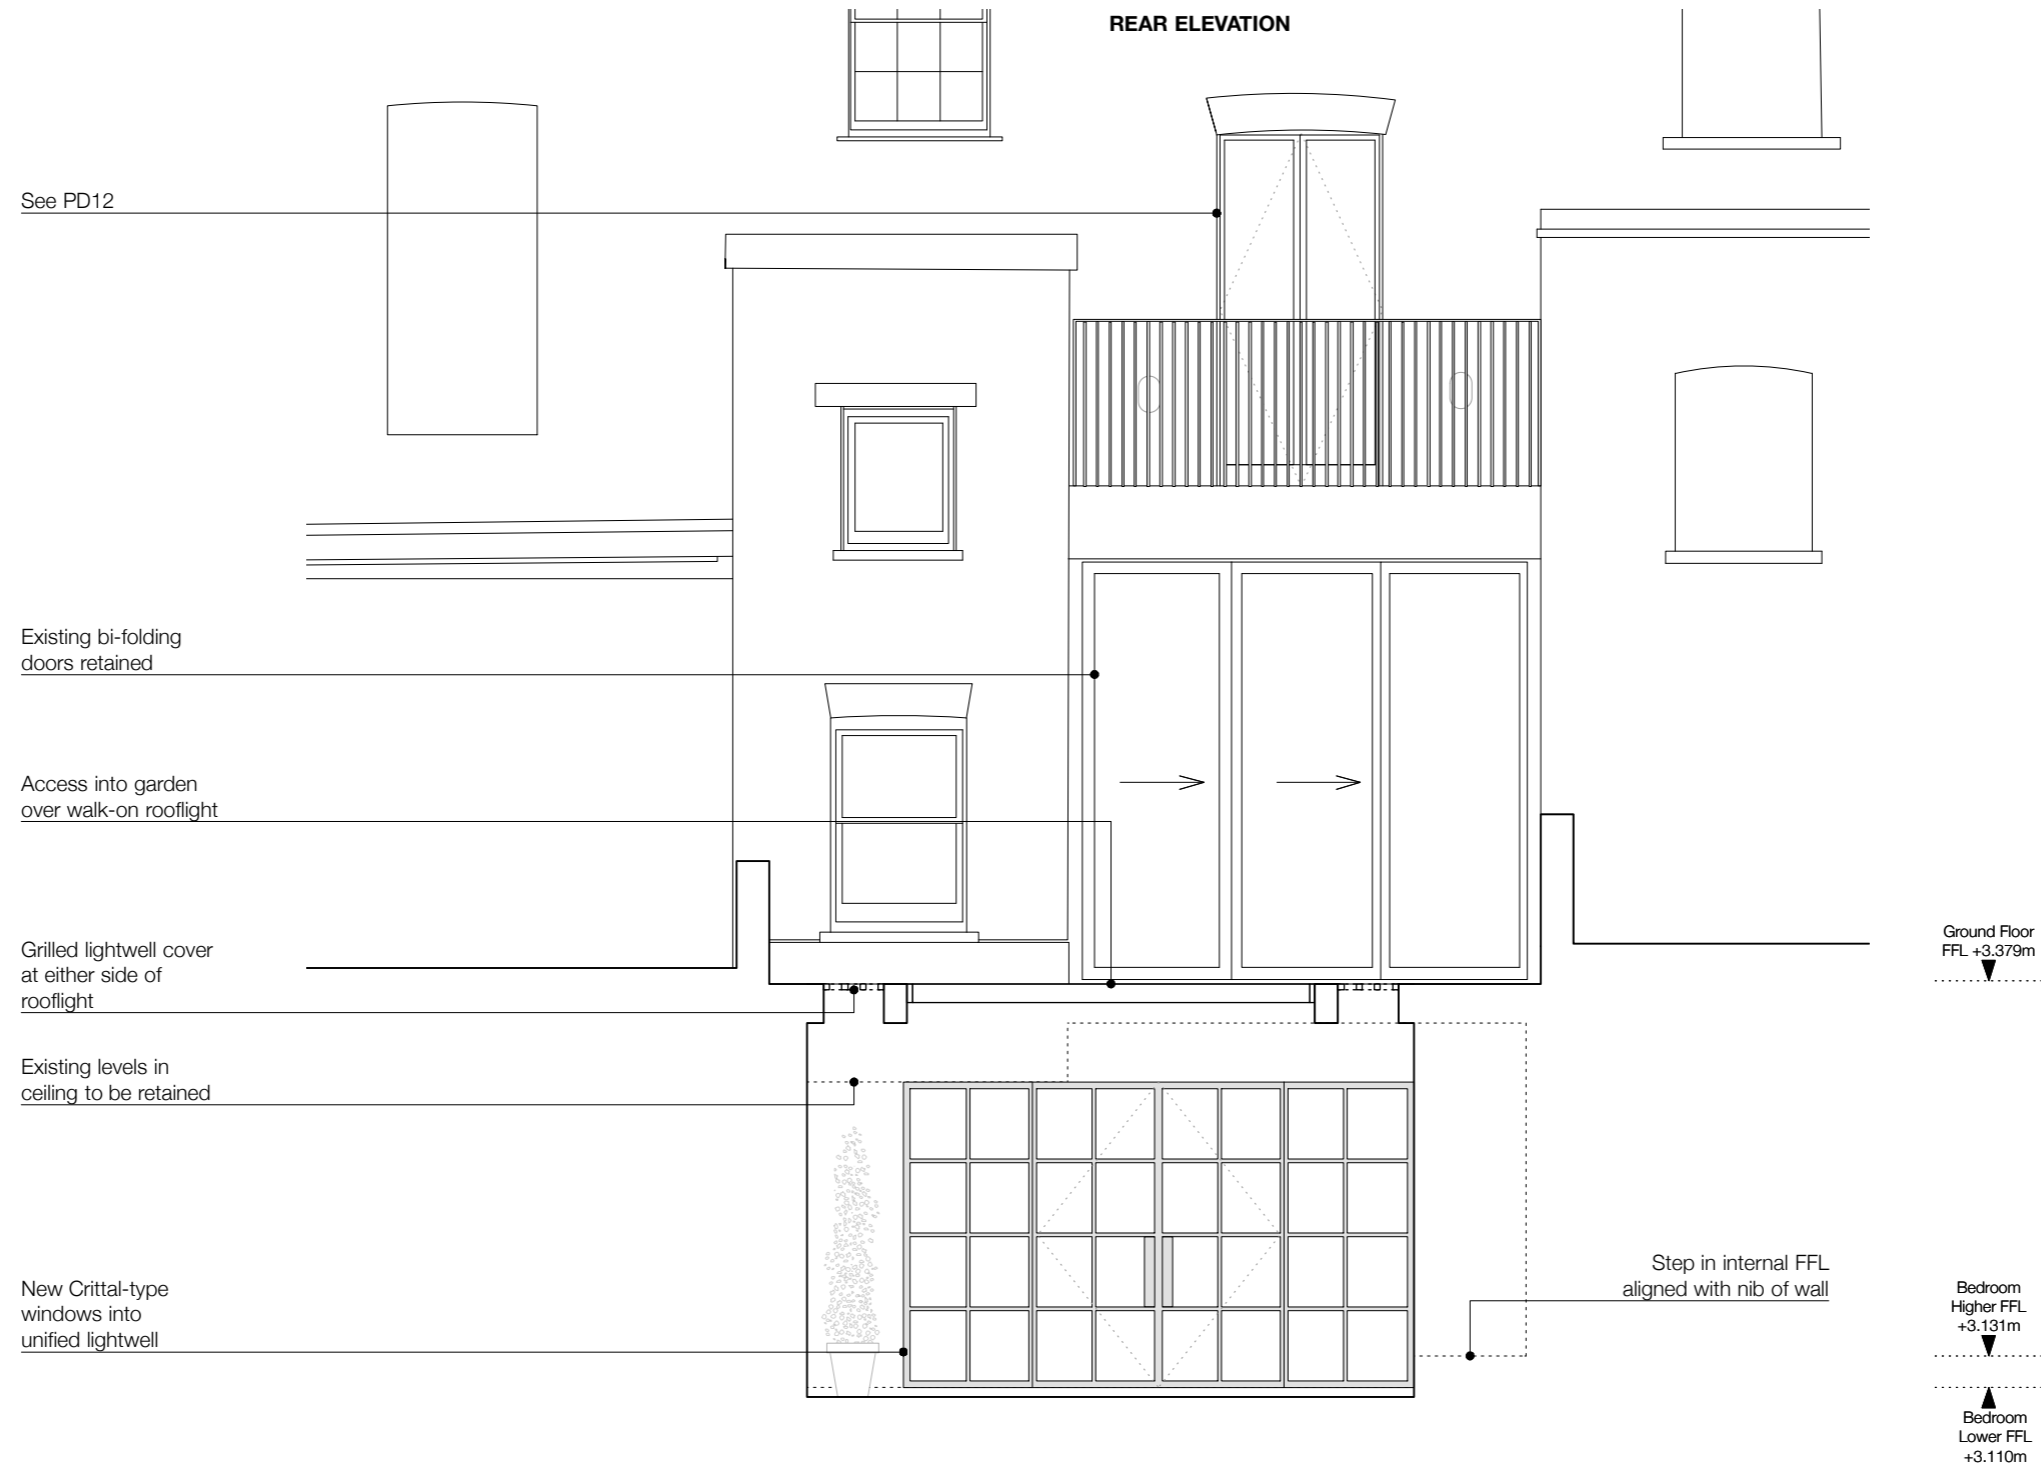 REAR ELEVATION
See PD12
Existing bi-folding
doors retained
Access into garden
over walk-on rooflight
Grilled lightwell cover
at either side of
rooflight
Existing levels in
ceiling to be retained
New Crittal-type
windows into
unified lightwell
Step in internal FFL
aligned with nib of wall
Ground Floor
FFL +3.379m
Bedroom
Higher FFL
+3.131m
Bedroom
Lower FFL
+3.110m